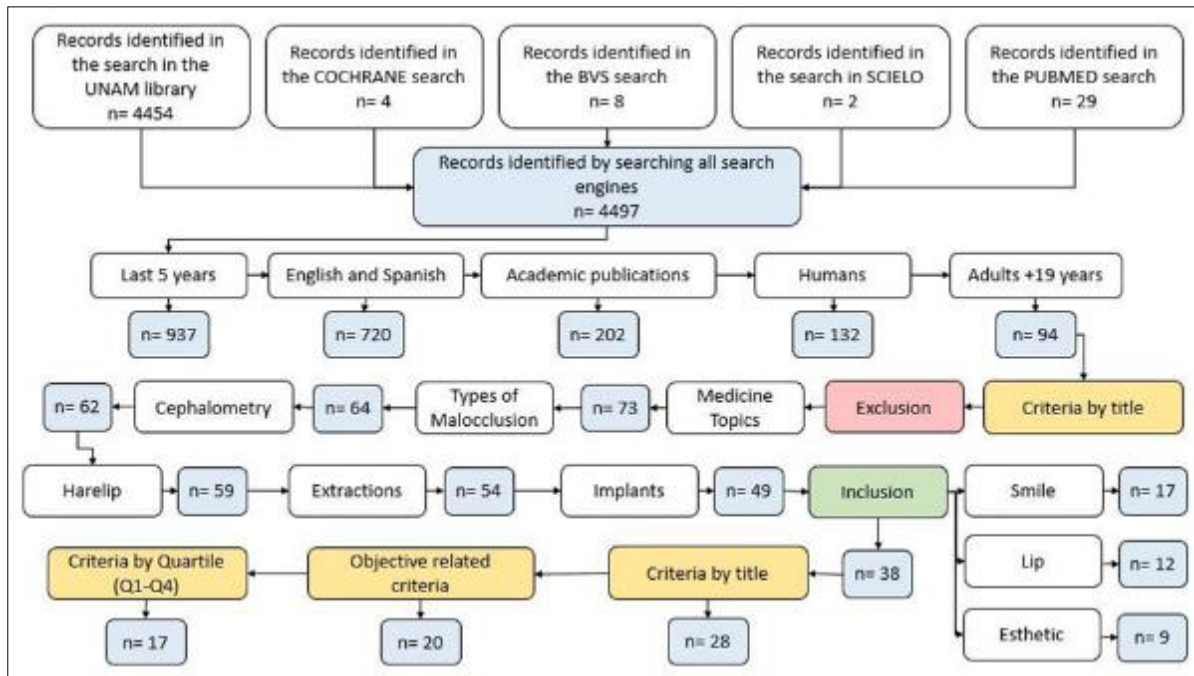 Records identified in
the search in the
UNAM library
n= 4454
Records identified in
the COCHRANE search
n= 4
Records identified in
the BVS search
n= 8
Records identified in
the search in SCIELO
n= 2
Records identified in
the PUBMED search
n= 29
Records identified by searching all search
engines
n= 4497
Last 5 years
English and Spanish
Academic publications
Humans
Adults +19 years
n= 937
n= 720
n= 202
n= 132
n= 94
n= 62
Cephalometry
n= 64
Types of
Malocclusion
n= 73
Medicine
Topics
Exclusion
Criteria by title
Harelip
n= 59
Extractions
n= 54
Implants
n= 49
Inclusion
Smile
n= 17
Criteria by Quartile
(Q1-Q4)
Objective related
criteria
Criteria by title
n= 38
Lip
n= 12
n= 17
n= 20
n= 28
Esthetic
n= 9